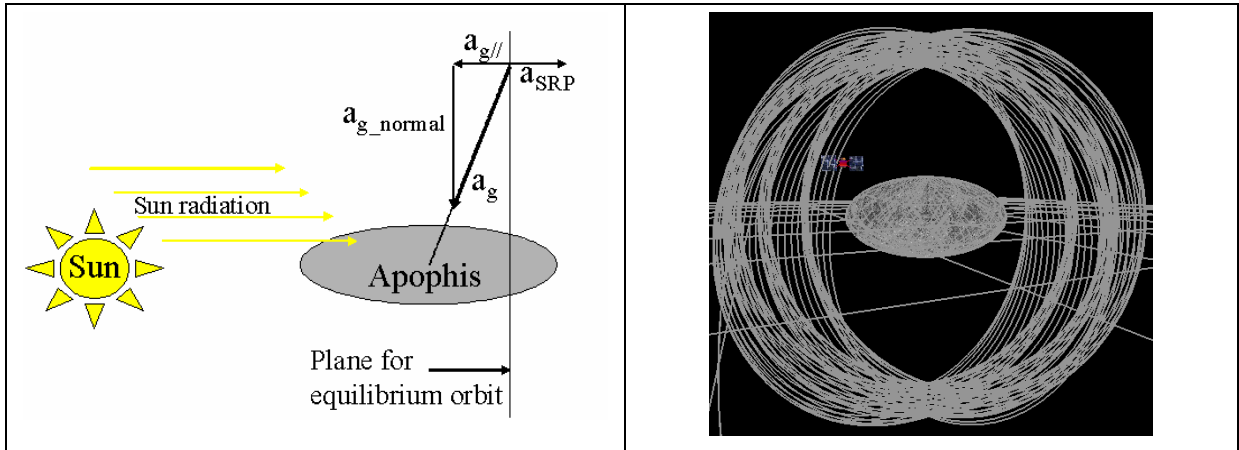 a_g//
a_SRP
a_g_normal
a_g
Sun radiation
Sun
Apophis
Plane for
equilibrium orbit